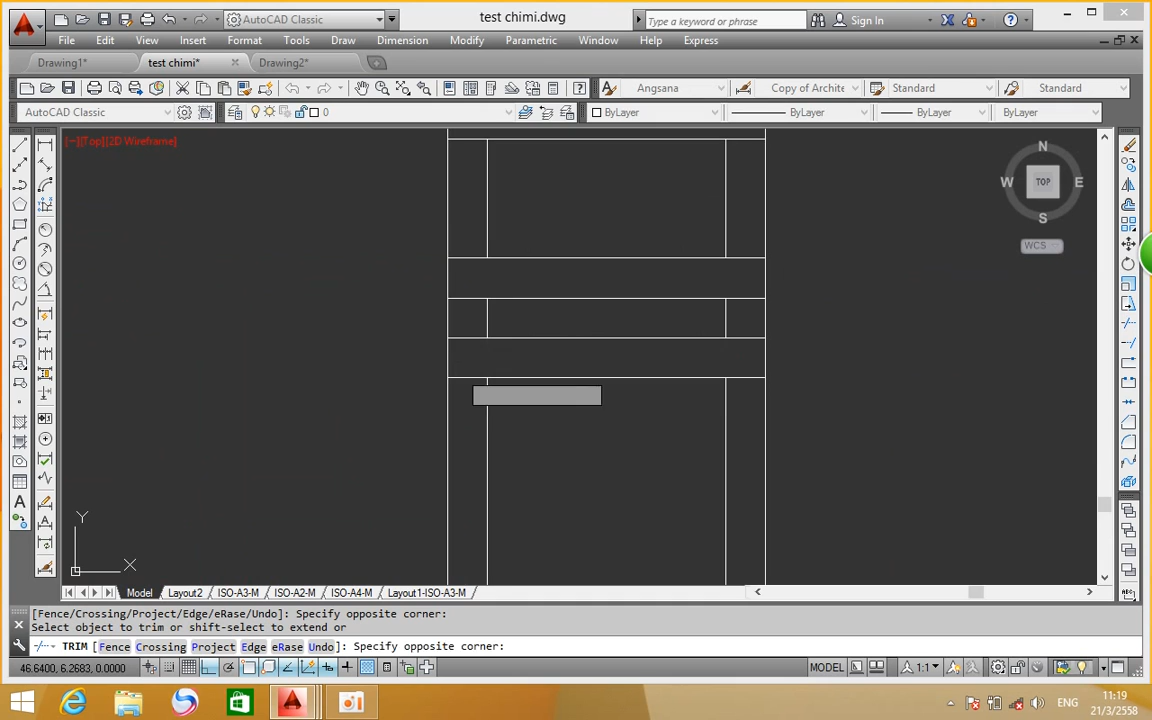 AutoCAD Classic
test chimi.dwg
Type a keyword or phrase
Sign In
File Edit View Insert Format Tools Draw Dimension Modify Parametric Window Help Express
Drawing1*
test chimi*
Drawing2*
Angsana
Copy of Archite
Standard
Standard
AutoCAD Classic
0
ByLayer
ByLayer
ByLayer
ByLayer
[−][Top][2D Wireframe]
N
W
TOP
E
S
WCS
A
Y
X
Model
Layout2
ISO-A3-M
ISO-A2-M
ISO-A4-M
Layout1-ISO-A3-M
[Fence/Crossing/Project/Edge/eRase/Undo]: Specify opposite corner:
Select object to trim or shift-select to extend or
TRIM [Fence Crossing Project Edge eRase Undo]: Specify opposite corner:
46.6400, 6.2683, 0.0000
MODEL
1:1
ENG
11:19
21/3/2558